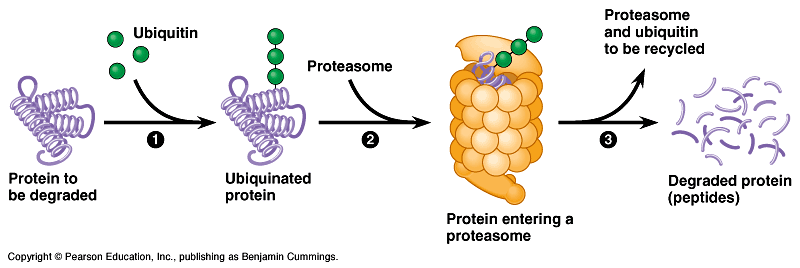 Ubiquitin
Proteasome
and ubiquitin
to be recycled
Proteasome
1
2
3
Protein to
be degraded
Ubiquinated
protein
Protein entering a
proteasome
Degraded protein
(peptides)
Copyright © Pearson Education, Inc., publishing as Benjamin Cummings.